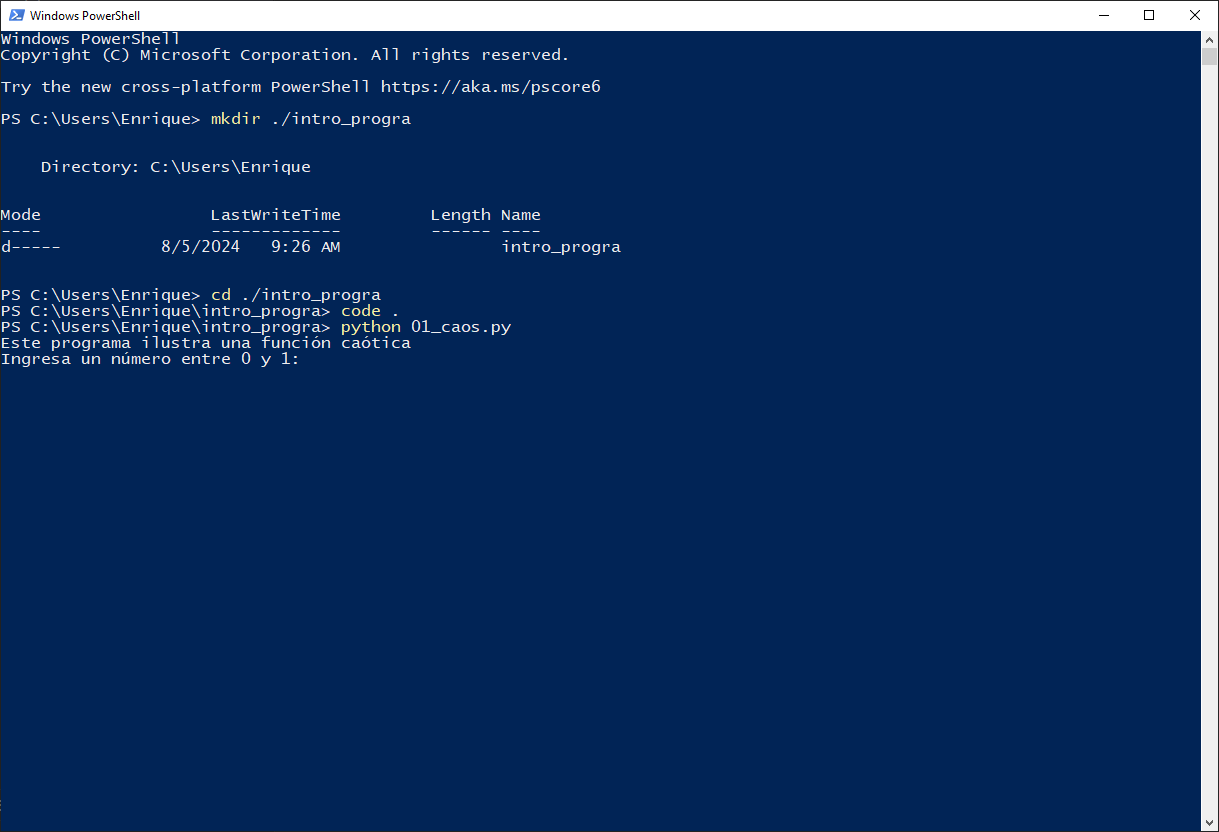 Windows PowerShell
Windows PowerShell
Copyright (C) Microsoft Corporation. All rights reserved.
Try the new cross-platform PowerShell https://aka.ms/pscore6
PS C:\Users\Enrique> mkdir ./intro_progra
Directory: C:\Users\Enrique
Mode                 LastWriteTime         Length Name
----                 -------------         ------ ----
d-----          8/5/2024   9:26 AM                intro_progra
PS C:\Users\Enrique> cd ./intro_progra
PS C:\Users\Enrique\intro_progra> code .
PS C:\Users\Enrique\intro_progra> python 01_caos.py
Este programa ilustra una función caótica
Ingresa un número entre 0 y 1: